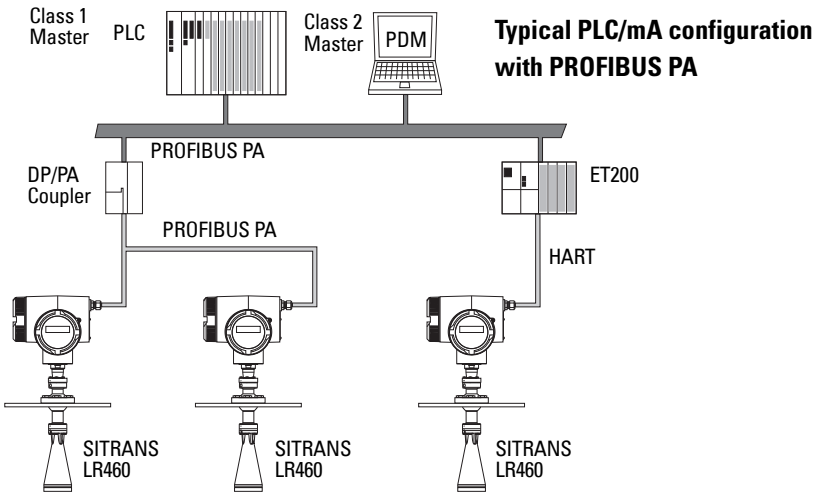 Class 1
Master
PLC
Class 2
Master
PDM
Typical PLC/mA configuration
with PROFIBUS PA
PROFIBUS PA
DP/PA
Coupler
ET200
PROFIBUS PA
HART
SITRANS
LR460
SITRANS
LR460
SITRANS
LR460